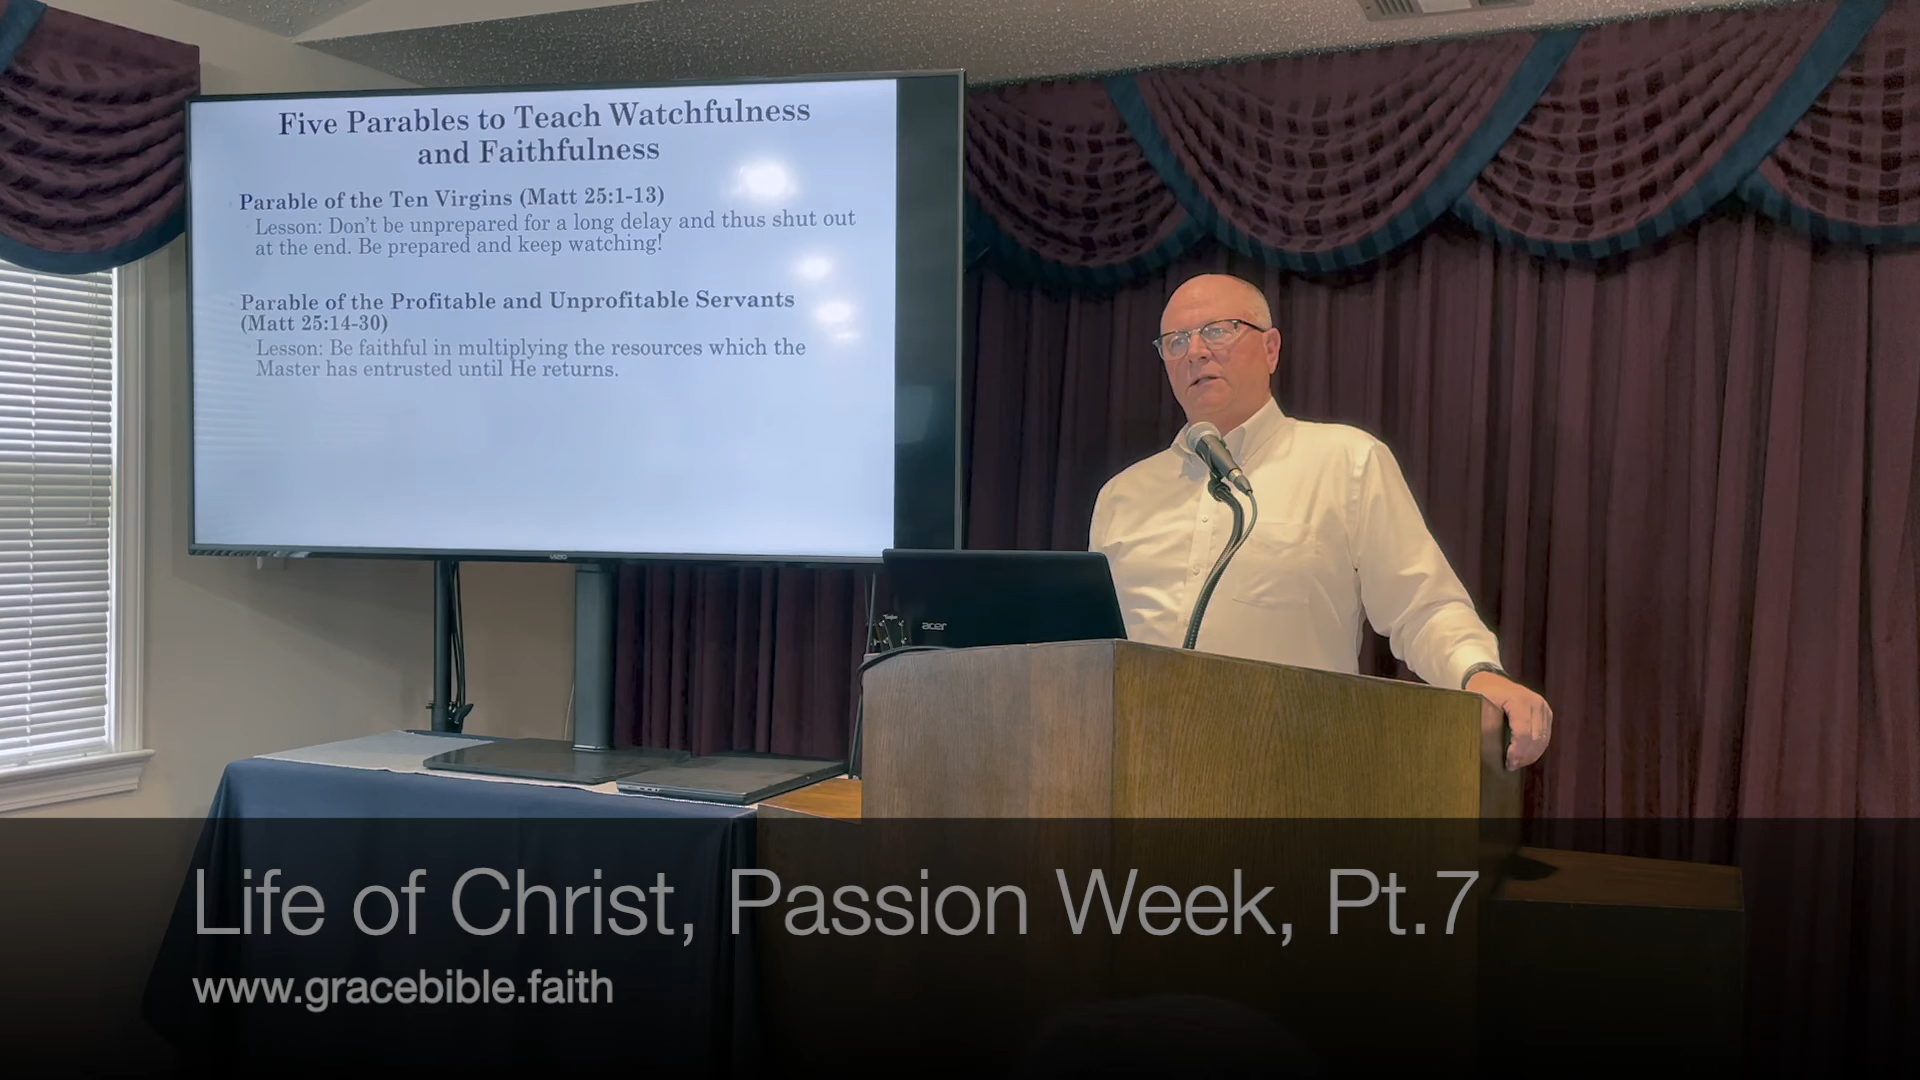 Five Parables to Teach Watchfulness
and Faithfulness
Parable of the Ten Virgins (Matt 25:1-13)
Lesson: Don't be unprepared for a long delay and thus shut out
at the end. Be prepared and keep watching!
Parable of the Profitable and Unprofitable Servants
(Matt 25:14-30)
Lesson: Be faithful in multiplying the resources which the
Master has entrusted until He returns.
VIZIO
acer
Life of Christ, Passion Week, Pt.7
www.gracebible.faith